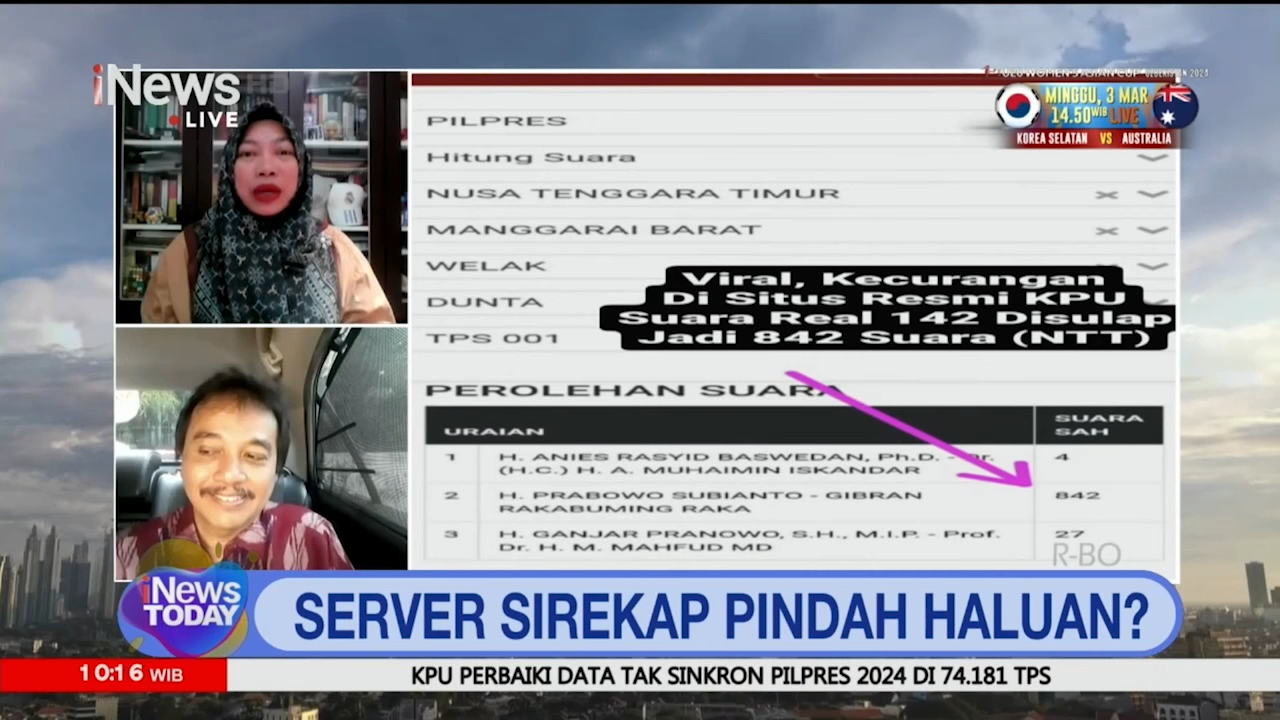 iNews
LIVE
MINGGU, 3 MAR
14.50 WIB LIVE
KOREA SELATAN VS AUSTRALIA
PILPRES
Hitung Suara
NUSA TENGGARA TIMUR
MANGGARAI BARAT
WELAK
DUNTA
TPS 001
Viral, Kecurangan
Di Situs Resmi KPU
Suara Real 142 Disulap
Jadi 842 Suara (NTT)
PEROLEHAN SUARA
URAIAN
SUARA
SAH
1 H. ANIES RASYID BASWEDAN, Ph.D. - Dr. 4
(H.C.) H. A. MUHAIMIN ISKANDAR
2 H. PRABOWO SUBIANTO - GIBRAN 842
RAKABUMING RAKA
3 H. GANJAR PRANOWO, S.H., M.I.P. - Prof. 27
Dr. H. M. MAHFUD MD
R-BO
iNews
TODAY
SERVER SIREKAP PINDAH HALUAN?
10:16 WIB
KPU PERBAIKI DATA TAK SINKRON PILPRES 2024 DI 74.181 TPS